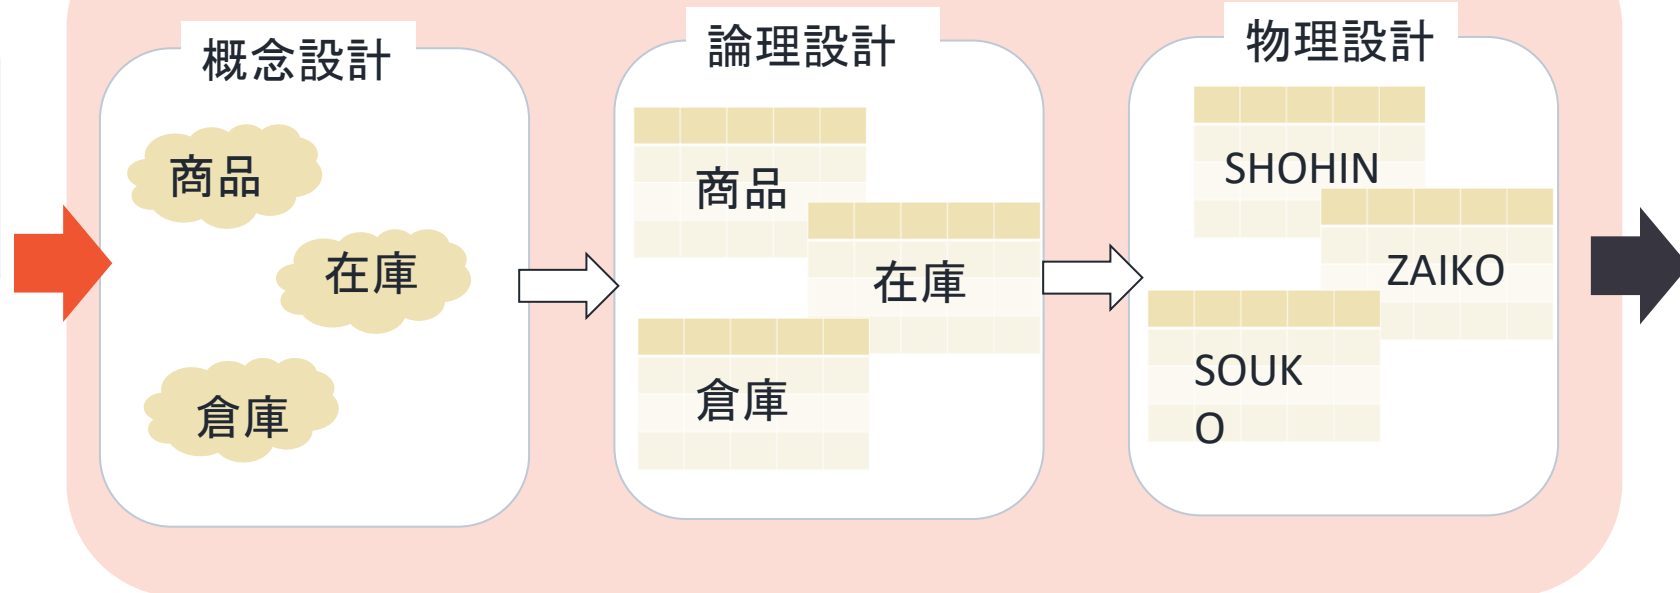 概念設計
商品
在庫
倉庫
論理設計
商品
在庫
倉庫
物理設計
SHOHIN
ZAIKO
SOUK
O